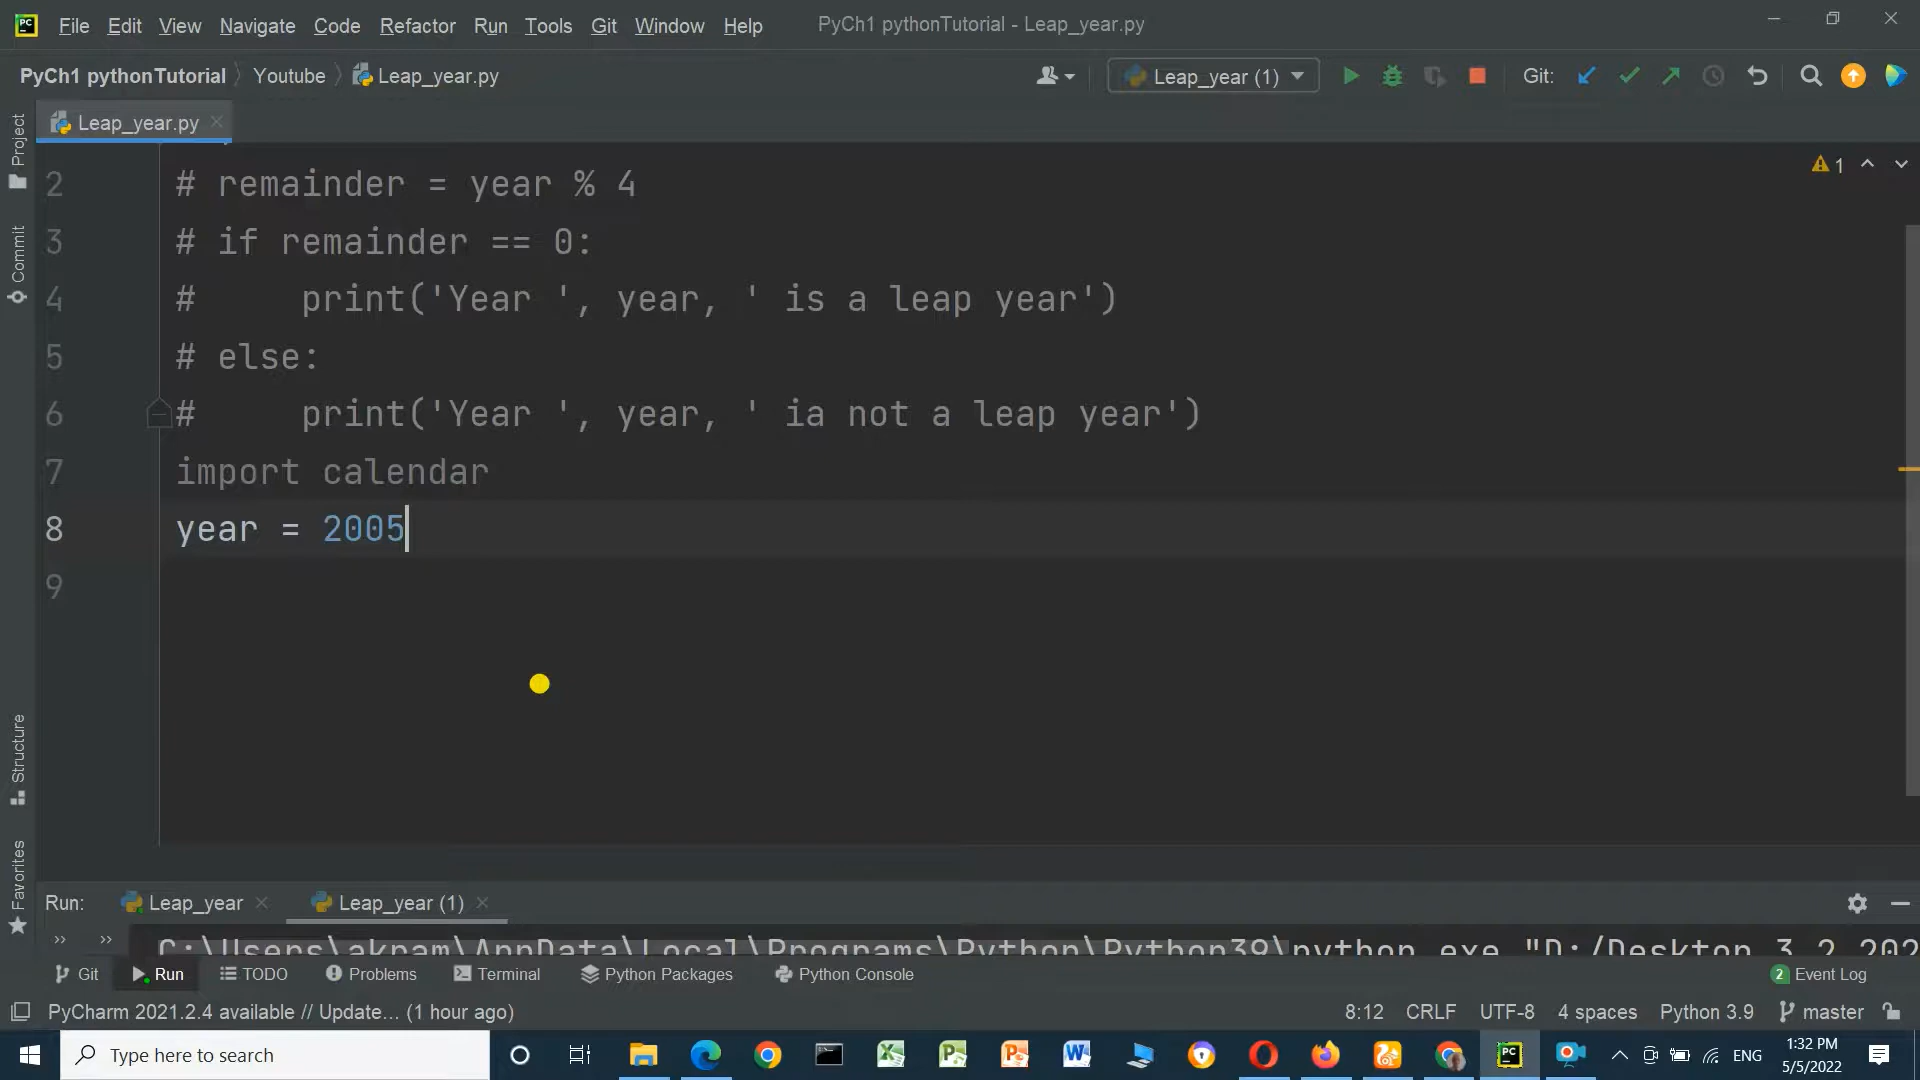 File Edit View Navigate Code Refactor Run Tools Git Window Help PyCh1 pythonTutorial - Leap_year.py
PyCh1 pythonTutorial Youtube Leap_year.py Leap_year (1) Git:
Leap_year.py
Project
Commit
Structure
Favorites
1
2 # remainder = year % 4
3 # if remainder == 0:
4 #     print('Year ', year, ' is a leap year')
5 # else:
6 #     print('Year ', year, ' ia not a leap year')
7 import calendar
8 year = 2005
9
Run: Leap_year Leap_year (1)
C:\Users\akram\AppData\Local\Programs\Python\Python39\python.exe "D:/Desktop 3 2 202
Git Run TODO Problems Terminal Python Packages Python Console 2 Event Log
PyCharm 2021.2.4 available // Update... (1 hour ago) 8:12 CRLF UTF-8 4 spaces Python 3.9 master
Type here to search ENG 1:32 PM
5/5/2022